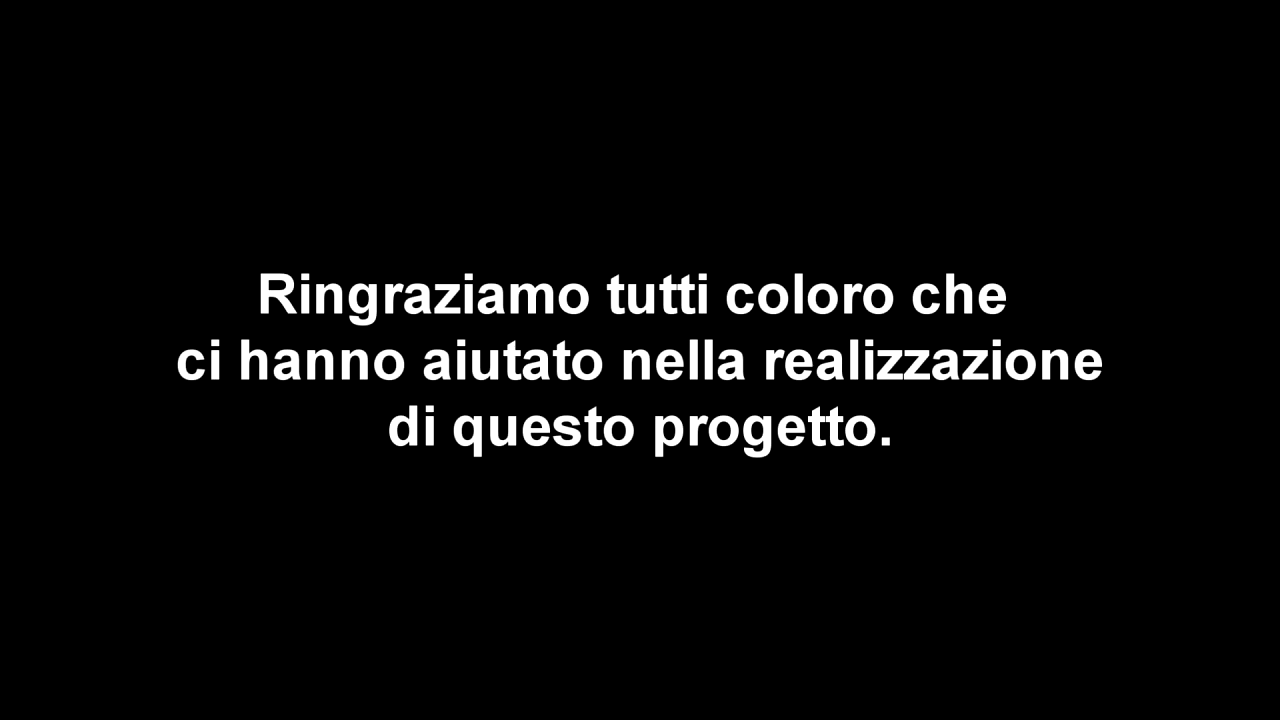 Ringraziamo tutti coloro che
ci hanno aiutato nella realizzazione
di questo progetto.